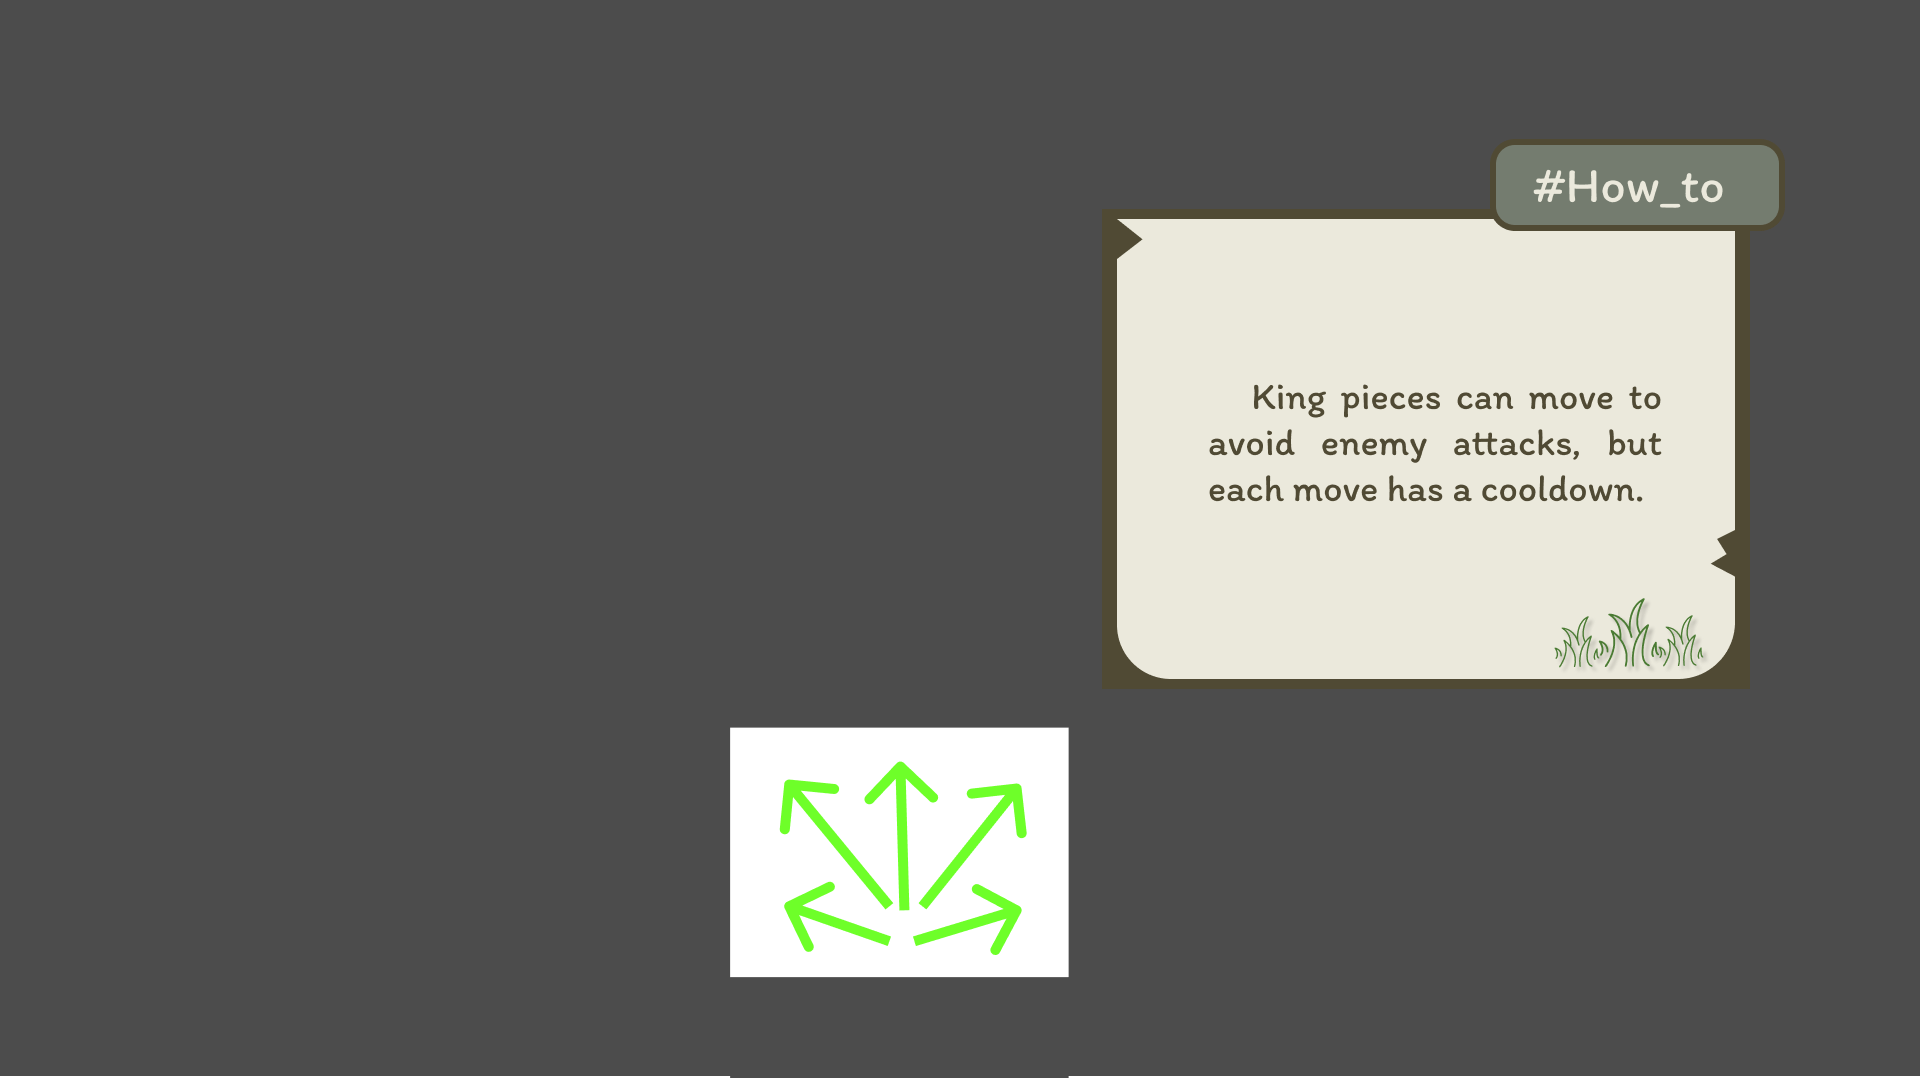 #How_to
King pieces can move to
avoid enemy attacks, but
each move has a cooldown.